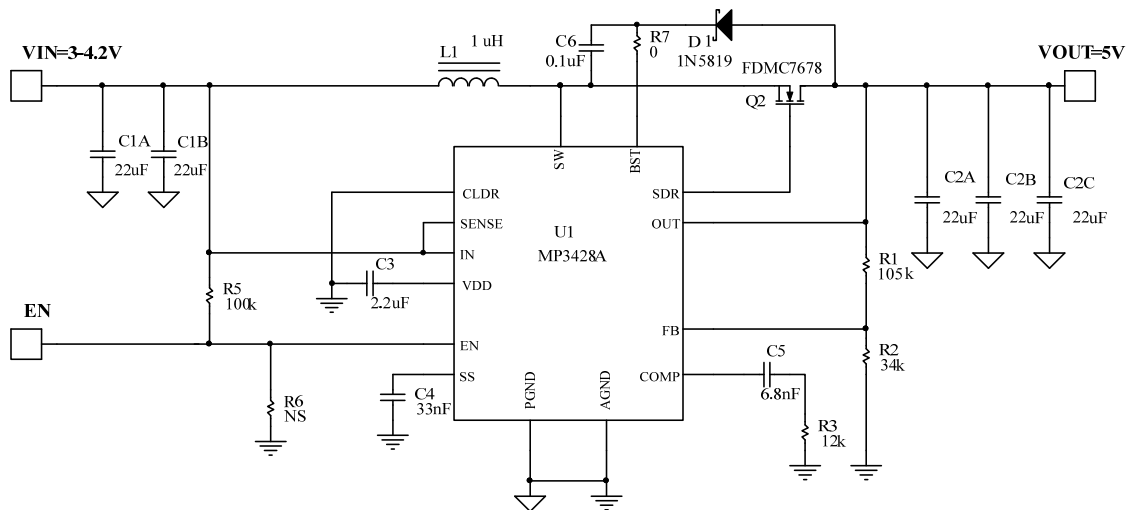 VIN=3-4.2V
L1
1 uH
C6
0.1uF
R7
0
D1
1N5819
FDMC7678
Q2
VOUT=5V
C1A
22uF
C1B
22uF
SW
BST
CLDR
SENSE
IN
VDD
EN
SS
PGND
AGND
SDR
OUT
FB
COMP
U1
MP3428A
C2A
22uF
C2B
22uF
C2C
22uF
C3
2.2uF
R5
100k
R1
105k
EN
R6
NS
C4
33nF
C5
6.8nF
R2
34k
R3
12k